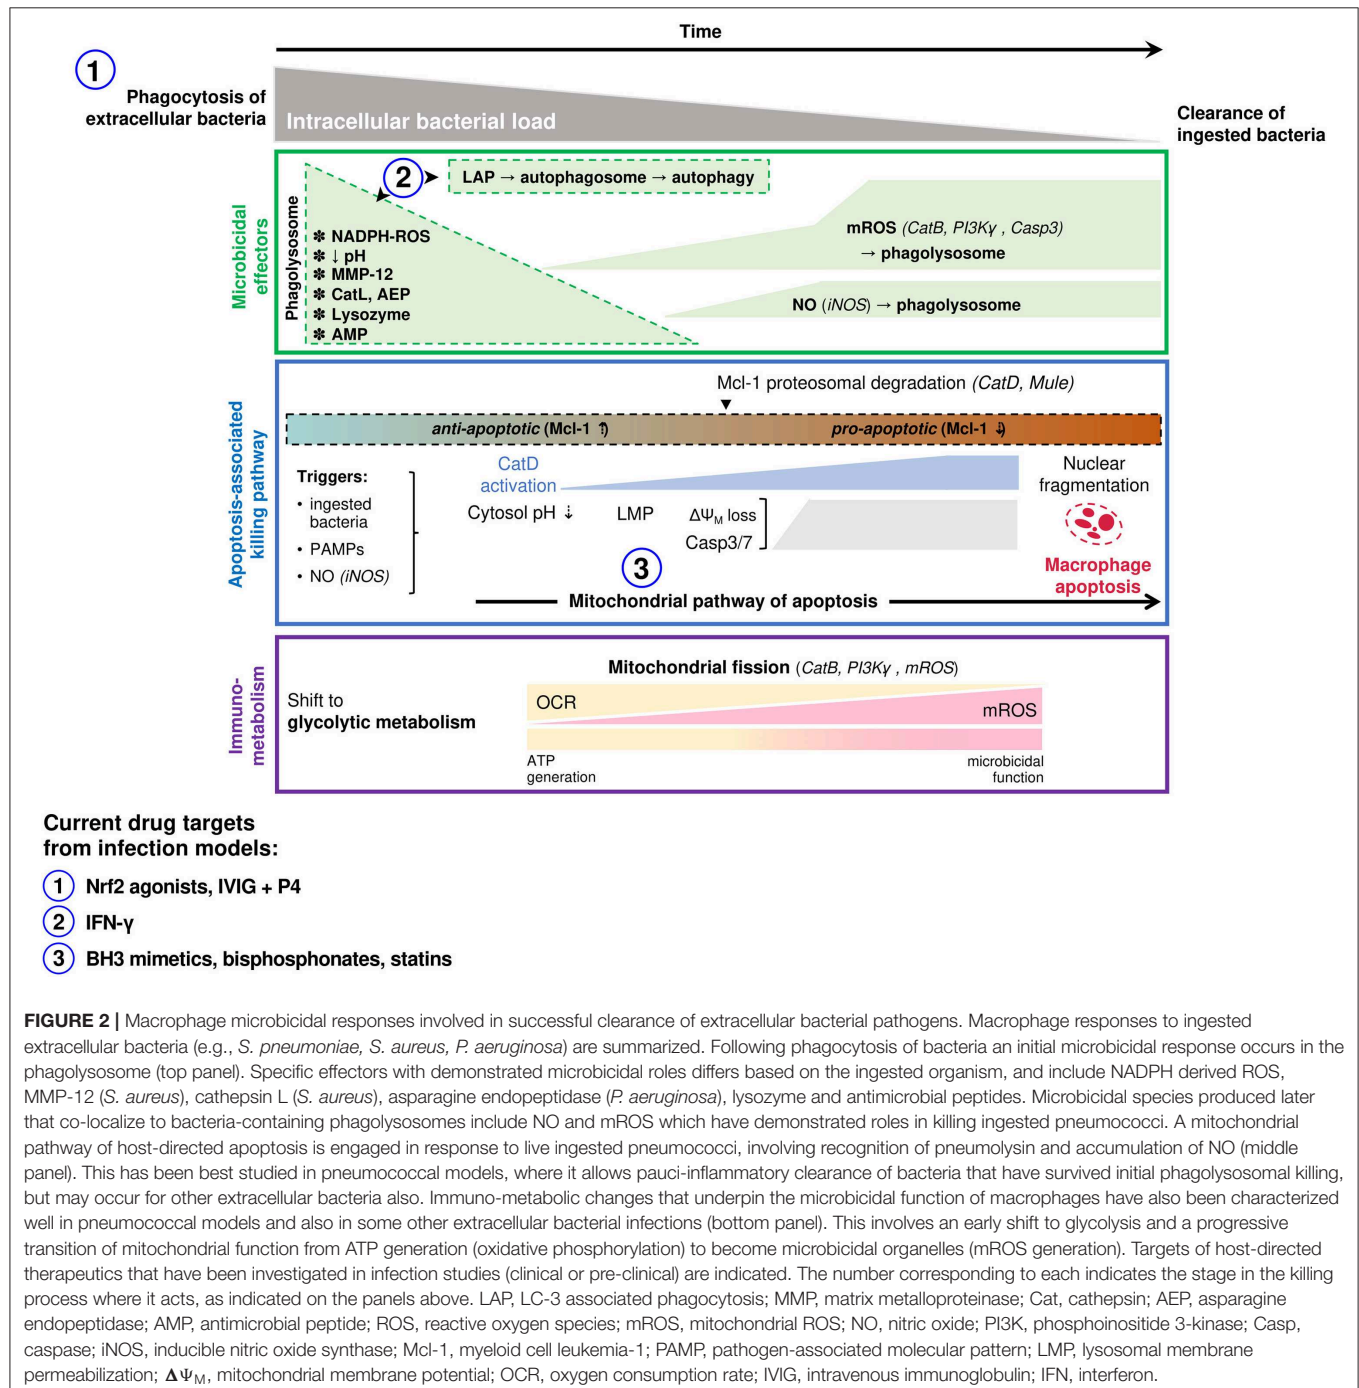 Time
1
Phagocytosis of
extracellular bacteria
Intracellular bacterial load
Clearance of
ingested bacteria
Microbicidal
effectors
Phagolysosome
2
LAP → autophagosome → autophagy
✽ NADPH-ROS
✽ ↓ pH
✽ MMP-12
✽ CatL, AEP
✽ Lysozyme
✽ AMP
mROS (CatB, PI3Kγ , Casp3)
→ phagolysosome
NO (iNOS) → phagolysosome
Apoptosis-associated
killing pathway
Mcl-1 proteosomal degradation (CatD, Mule)
anti-apoptotic (Mcl-1 ↑)
pro-apoptotic (Mcl-1 ↓)
Triggers:
• ingested
bacteria
• PAMPs
• NO (iNOS)
CatD
activation
Cytosol pH ↓
LMP
ΔΨM loss
Casp3/7
Nuclear
fragmentation
Macrophage
apoptosis
3
Mitochondrial pathway of apoptosis
Immuno-
metabolism
Mitochondrial fission (CatB, PI3Kγ , mROS)
Shift to
glycolytic metabolism
OCR
mROS
ATP
generation
microbicidal
function
Current drug targets
from infection models:
1 Nrf2 agonists, IVIG + P4
2 IFN-γ
3 BH3 mimetics, bisphosphonates, statins
FIGURE 2 | Macrophage microbicidal responses involved in successful clearance of extracellular bacterial pathogens. Macrophage responses to ingested
extracellular bacteria (e.g., S. pneumoniae, S. aureus, P. aeruginosa) are summarized. Following phagocytosis of bacteria an initial microbicidal response occurs in the
phagolysosome (top panel). Specific effectors with demonstrated microbicidal roles differs based on the ingested organism, and include NADPH derived ROS,
MMP-12 (S. aureus), cathepsin L (S. aureus), asparagine endopeptidase (P. aeruginosa), lysozyme and antimicrobial peptides. Microbicidal species produced later
that co-localize to bacteria-containing phagolysosomes include NO and mROS which have demonstrated roles in killing ingested pneumococci. A mitochondrial
pathway of host-directed apoptosis is engaged in response to live ingested pneumococci, involving recognition of pneumolysin and accumulation of NO (middle
panel). This has been best studied in pneumococcal models, where it allows pauci-inflammatory clearance of bacteria that have survived initial phagolysosomal killing,
but may occur for other extracellular bacteria also. Immuno-metabolic changes that underpin the microbicidal function of macrophages have also been characterized
well in pneumococcal models and also in some other extracellular bacterial infections (bottom panel). This involves an early shift to glycolysis and a progressive
transition of mitochondrial function from ATP generation (oxidative phosphorylation) to become microbicidal organelles (mROS generation). Targets of host-directed
therapeutics that have been investigated in infection studies (clinical or pre-clinical) are indicated. The number corresponding to each indicates the stage in the killing
process where it acts, as indicated on the panels above. LAP, LC-3 associated phagocytosis; MMP, matrix metalloproteinase; Cat, cathepsin; AEP, asparagine
endopeptidase; AMP, antimicrobial peptide; ROS, reactive oxygen species; mROS, mitochondrial ROS; NO, nitric oxide; PI3K, phosphoinositide 3-kinase; Casp,
caspase; iNOS, inducible nitric oxide synthase; Mcl-1, myeloid cell leukemia-1; PAMP, pathogen-associated molecular pattern; LMP, lysosomal membrane
permeabilization; ΔΨM, mitochondrial membrane potential; OCR, oxygen consumption rate; IVIG, intravenous immunoglobulin; IFN, interferon.